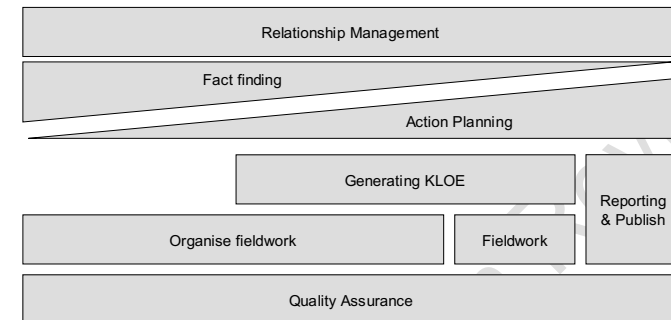 Relationship Management
Fact finding
Action Planning
Generating KLOE
Reporting
& Publish
Organise fieldwork
Fieldwork
Quality Assurance